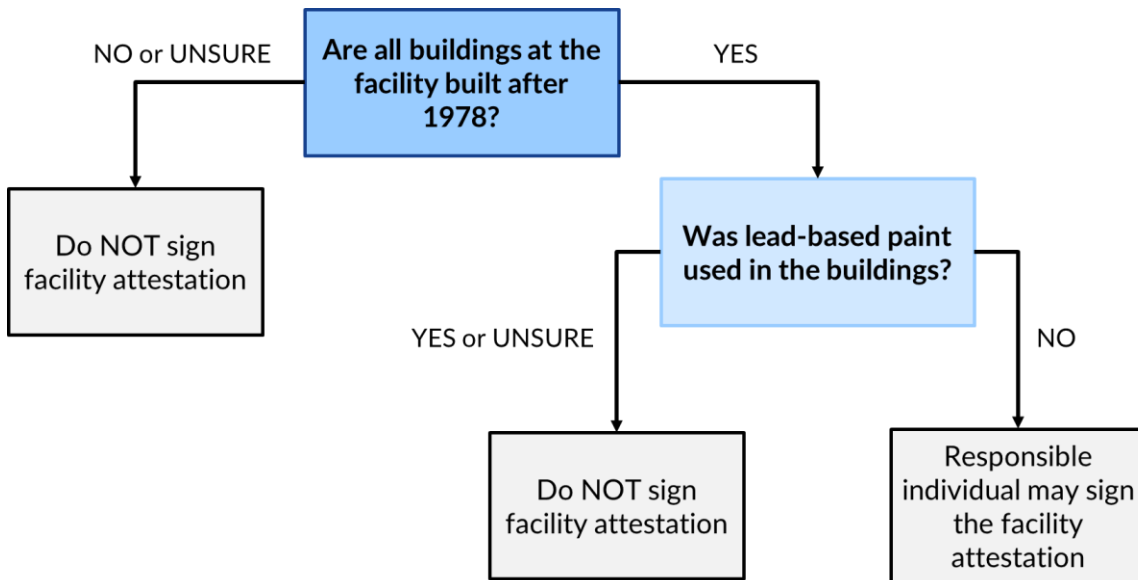 NO or UNSURE
Are all buildings at the
facility built after
1978?
YES
Do NOT sign
facility attestation
Was lead-based paint
used in the buildings?
YES or UNSURE
NO
Do NOT sign
facility attestation
Responsible
individual may sign
the facility
attestation